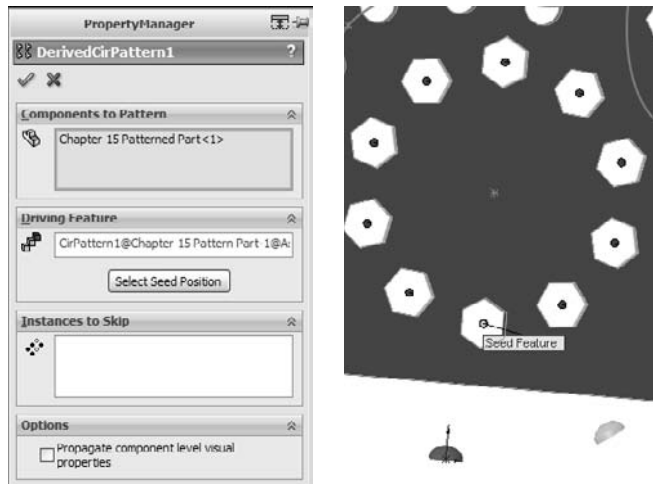 PropertyManager
DerivedCirPattern1
?
Components to Pattern
Chapter 15 Patterned Part<1>
Driving Feature
CirPattern1@Chapter 15 Pattern Part-1@A
Select Seed Position
Instances to Skip
Options
Propagate component level visual
properties
Seed Feature